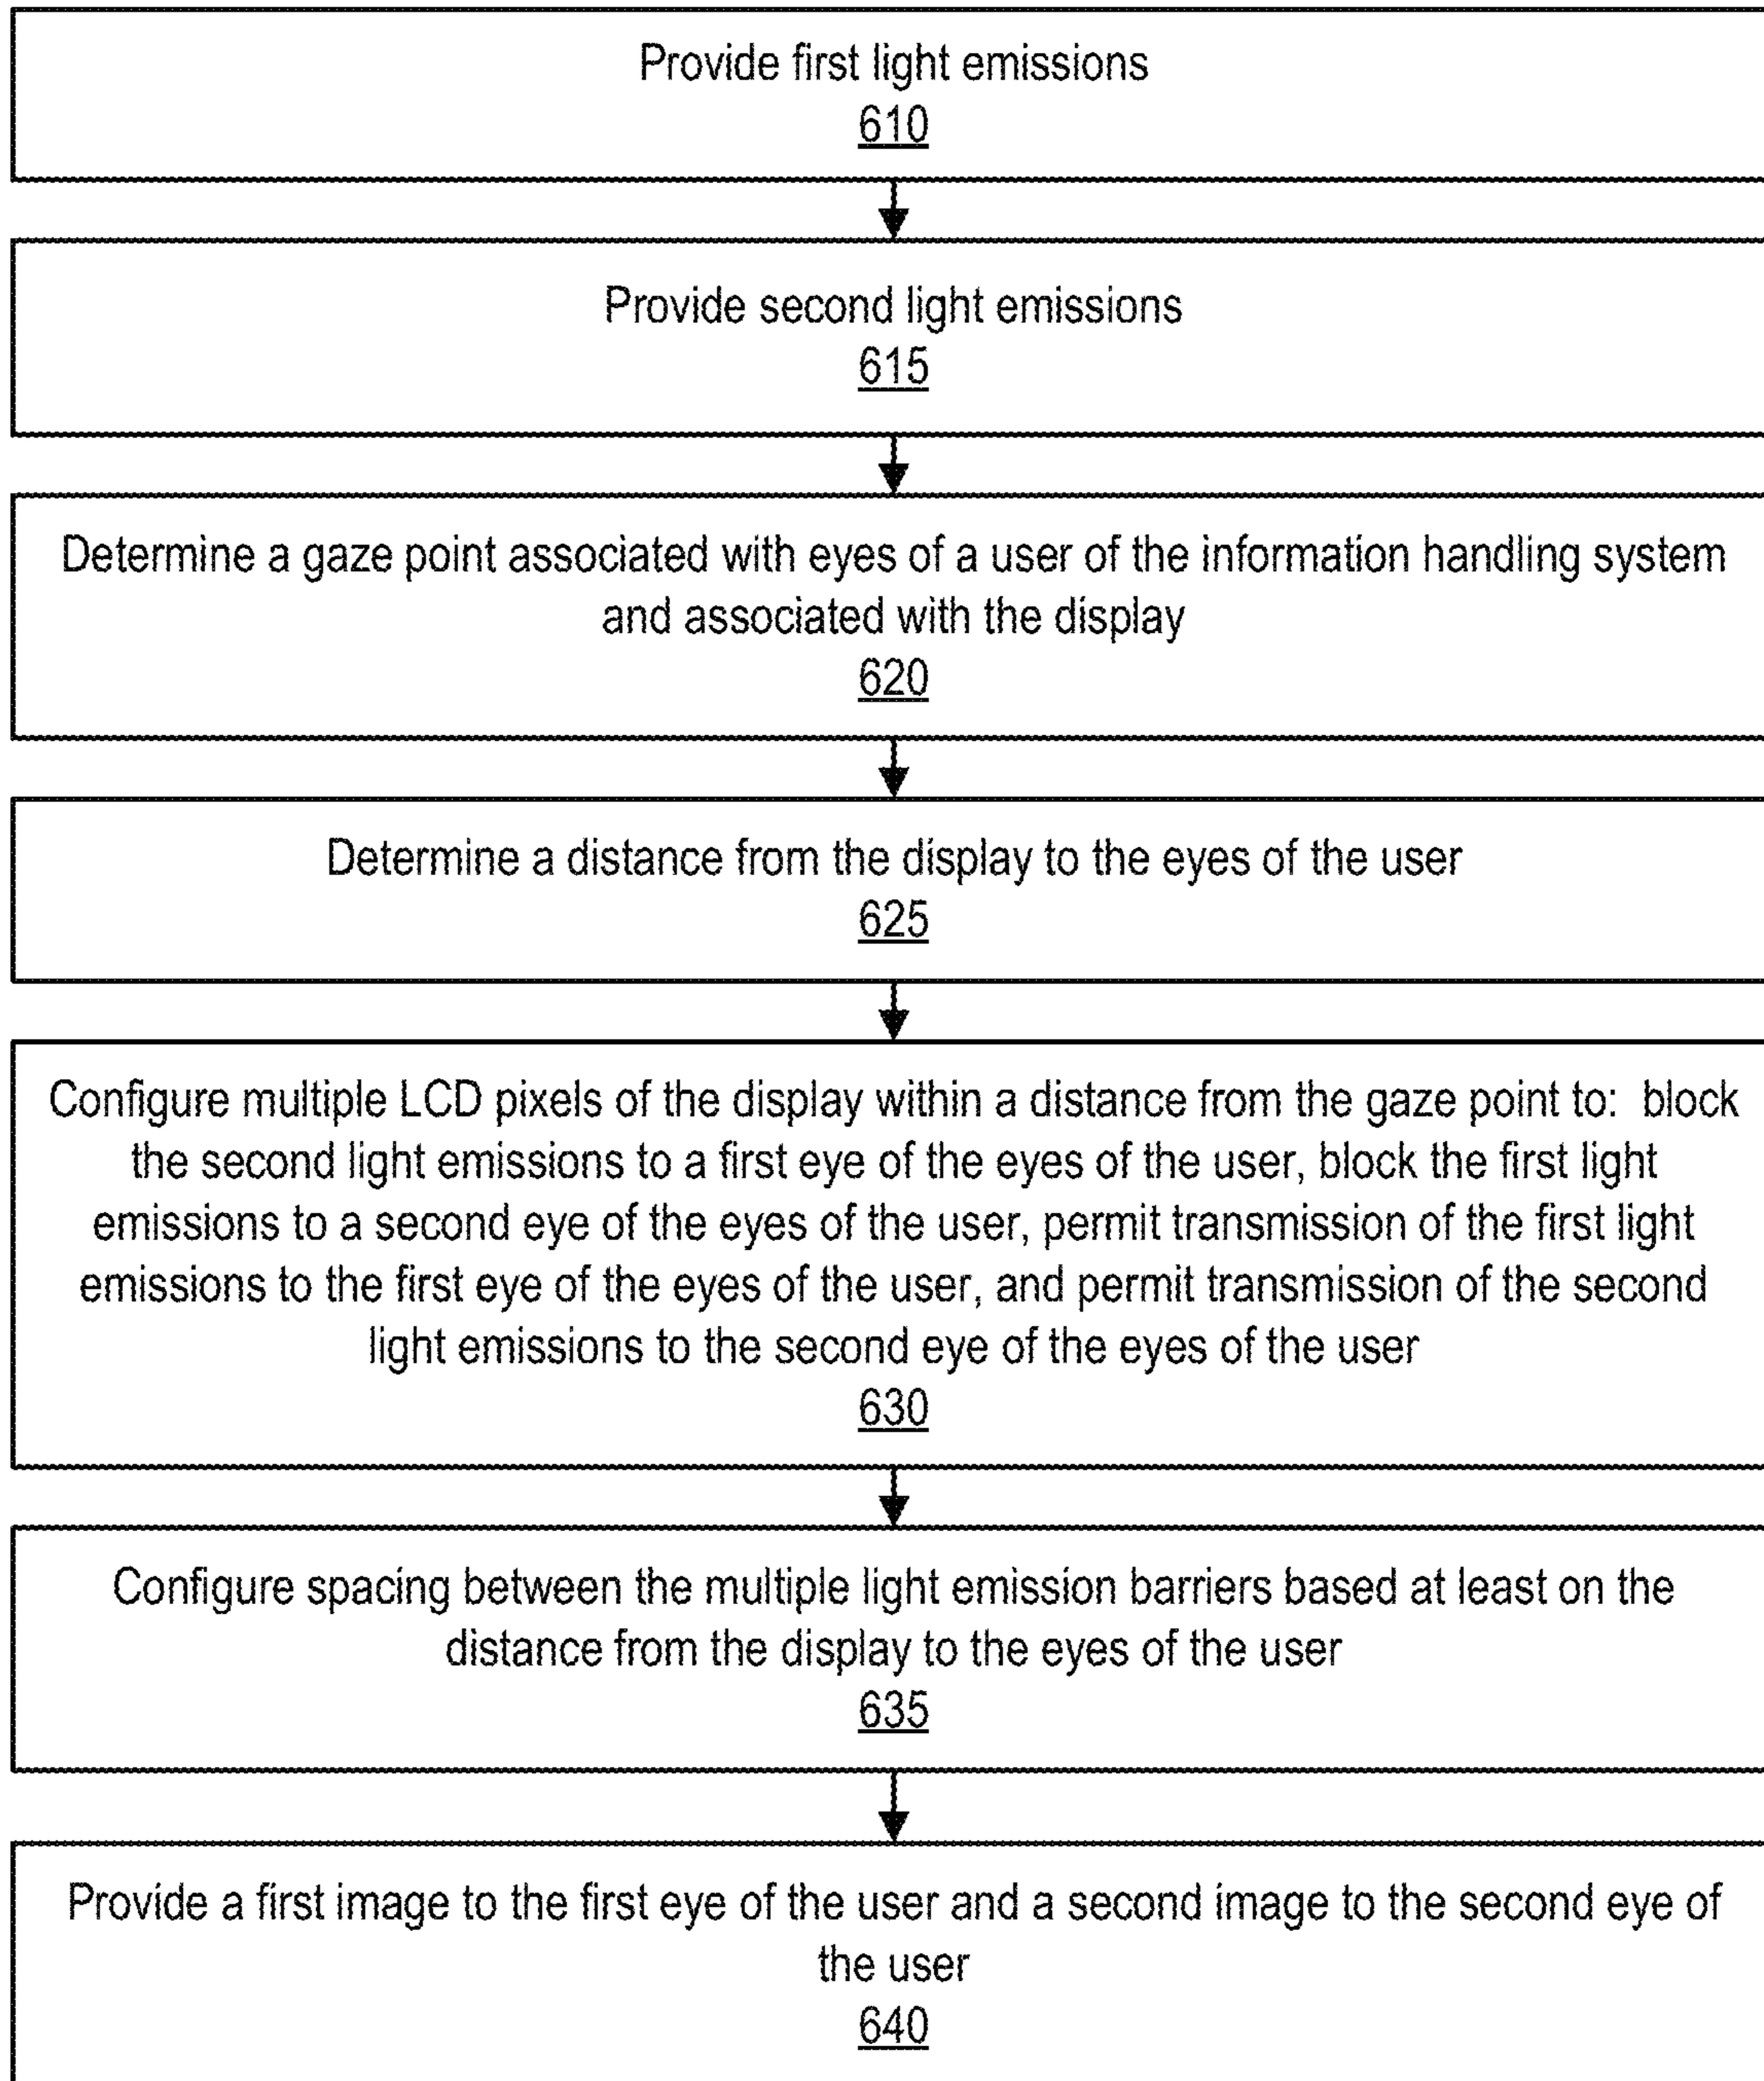 Provide first light emissions
610
Provide second light emissions
615
Determine a gaze point associated with eyes of a user of the information handling system
and associated with the display
620
Determine a distance from the display to the eyes of the user
625
Configure multiple LCD pixels of the display within a distance from the gaze point to: block
the second light emissions to a first eye of the eyes of the user, block the first light
emissions to a second eye of the eyes of the user, permit transmission of the first light
emissions to the first eye of the eyes of the user, and permit transmission of the second
light emissions to the second eye of the eyes of the user
630
Configure spacing between the multiple light emission barriers based at least on the
distance from the display to the eyes of the user
635
Provide a first image to the first eye of the user and a second image to the second eye of
the user
640